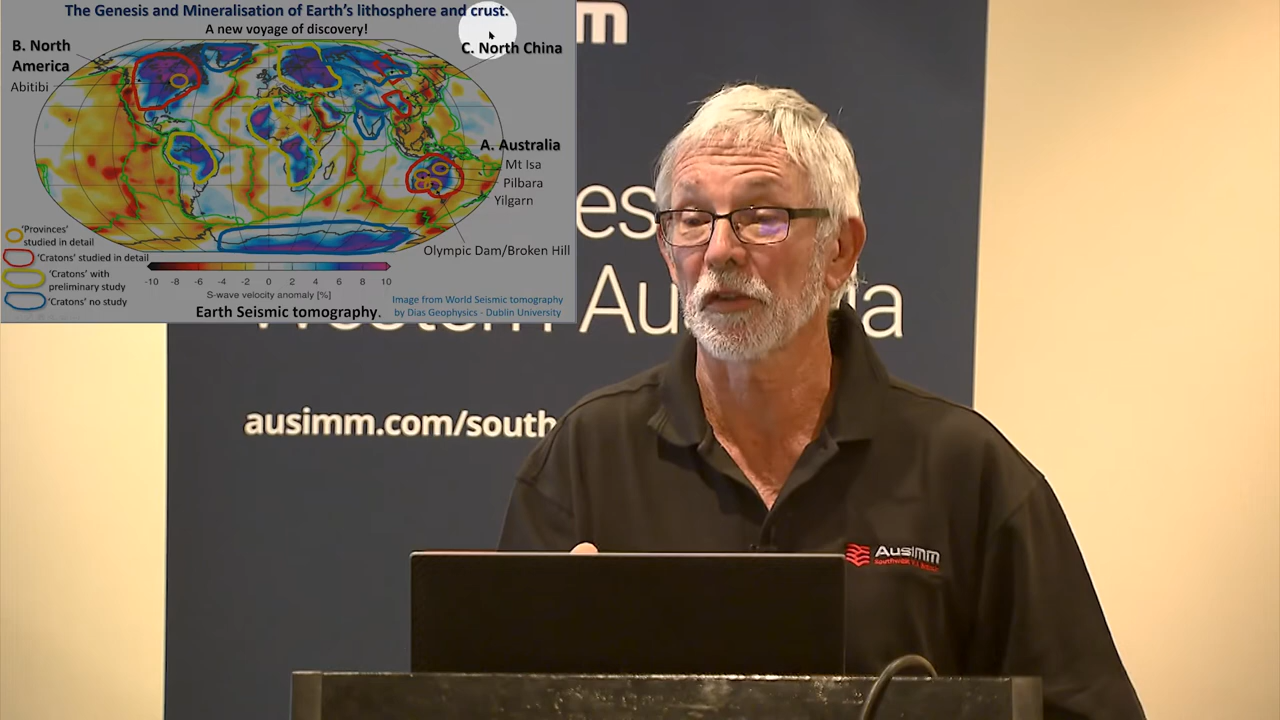 The Genesis and Mineralisation of Earth's lithosphere and crust.
A new voyage of discovery!
B. North
America
Abitibi
C. North China
A. Australia
Mt Isa
Pilbara
Yilgarn
Olympic Dam/Broken Hill
'Provinces'
studied in detail
'Cratons' studied in detail
'Cratons' with
preliminary study
'Cratons' no study
-10 -8 -6 -4 -2 0 2 4 6 8 10
S-wave velocity anomaly [%]
Earth Seismic tomography.
Image from World Seismic tomography
by Dias Geophysics - Dublin University
m
es
Au
a
ausimm.com/south
AusIMM